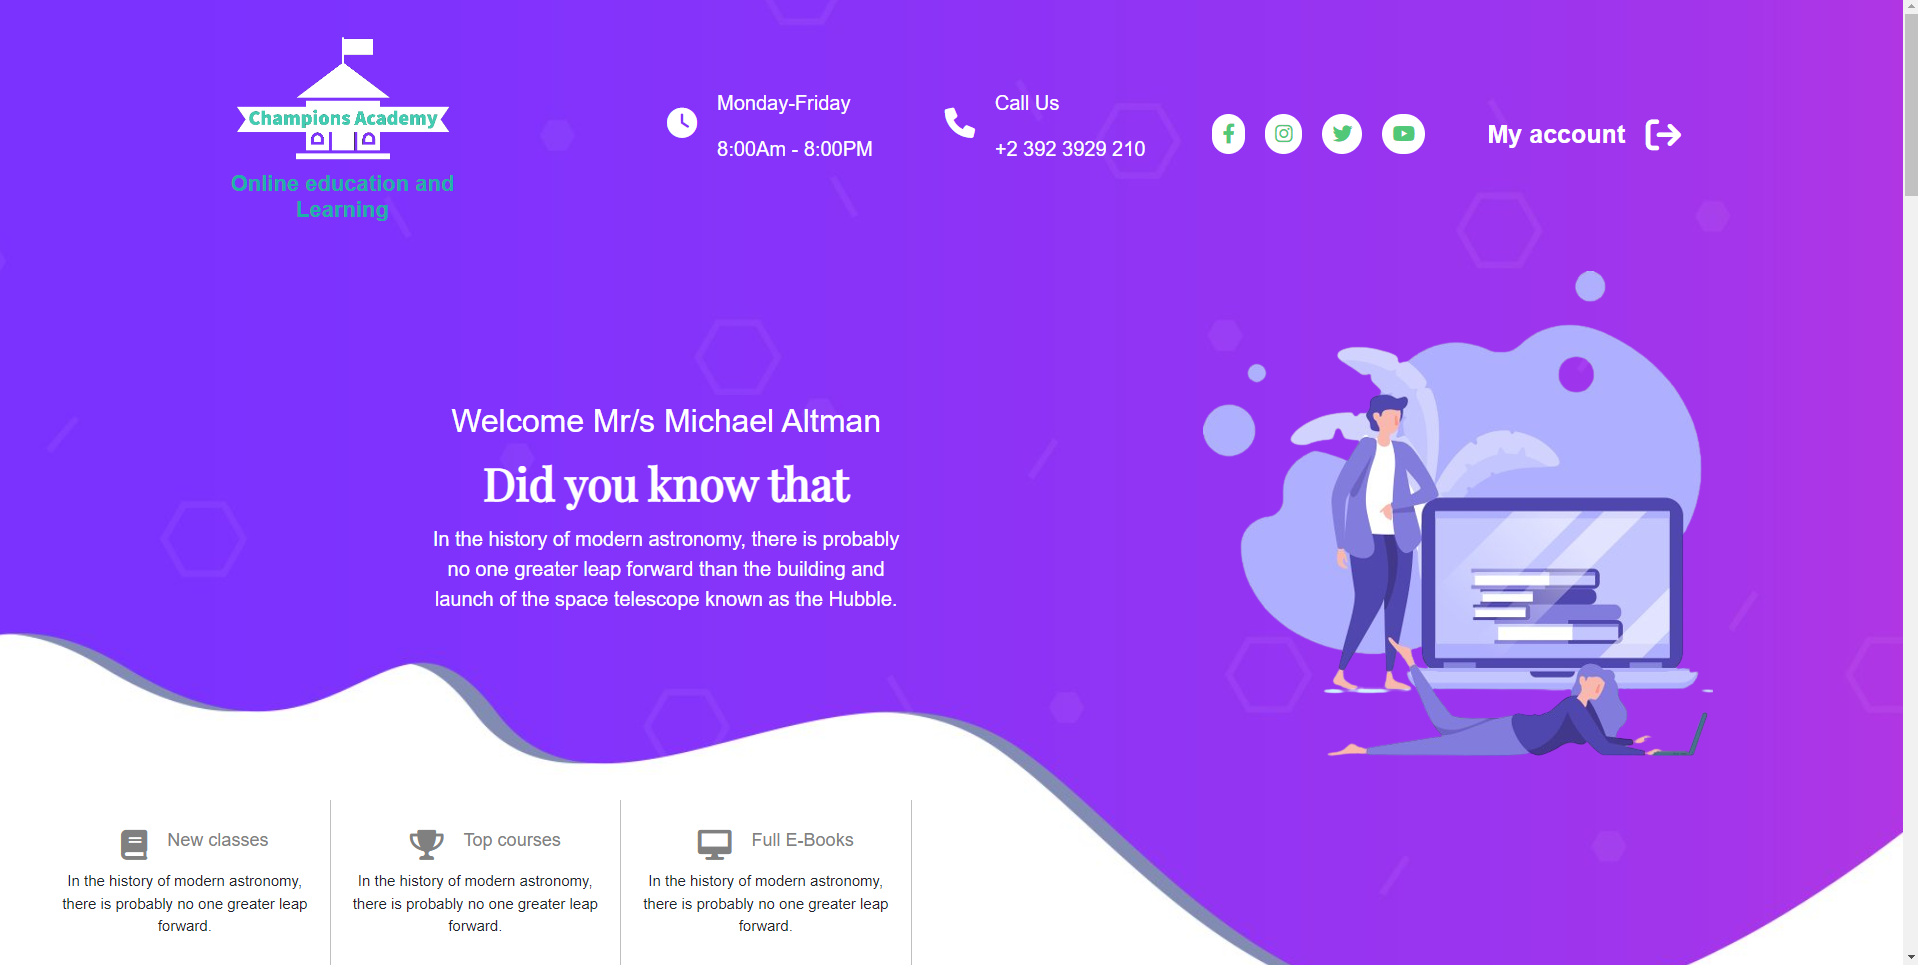 Champions Academy
Online education and
Learning
Monday-Friday
8:00Am - 8:00PM
Call Us
+2 392 3929 210
My account
Welcome Mr/s Michael Altman
Did you know that
In the history of modern astronomy, there is probably
no one greater leap forward than the building and
launch of the space telescope known as the Hubble.
New classes
In the history of modern astronomy,
there is probably no one greater leap
forward.
Top courses
In the history of modern astronomy,
there is probably no one greater leap
forward.
Full E-Books
In the history of modern astronomy,
there is probably no one greater leap
forward.